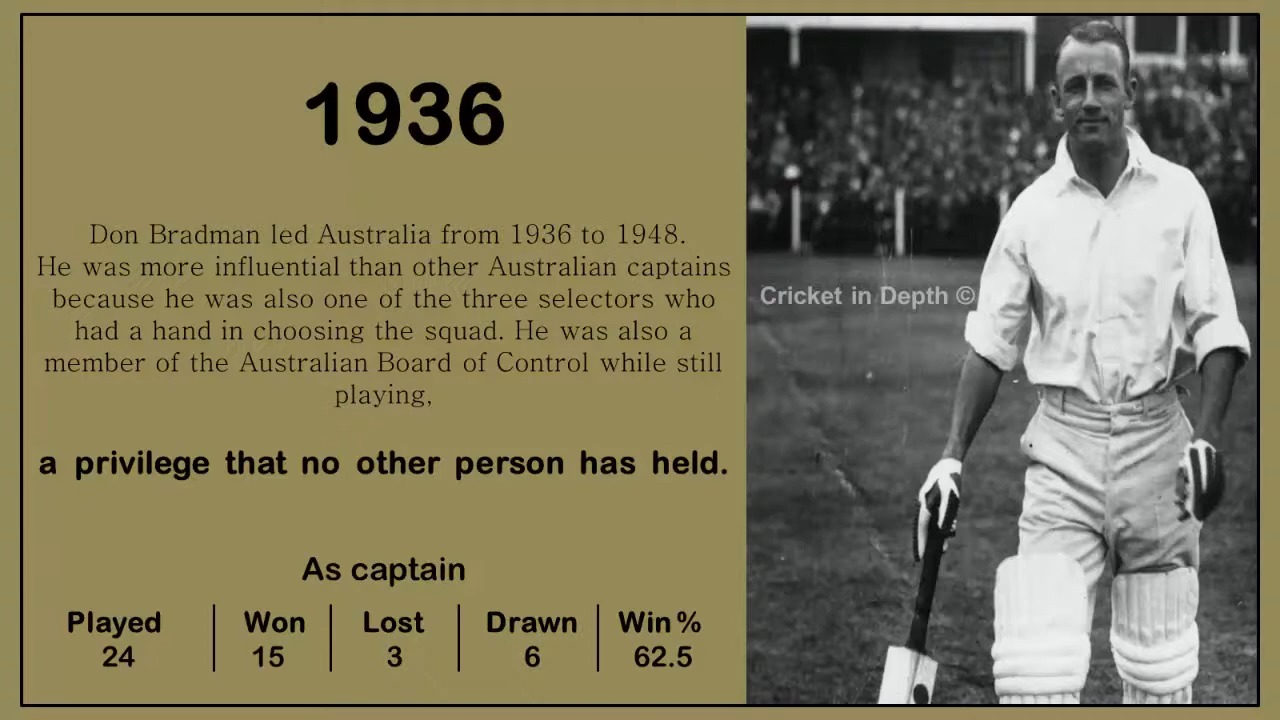 1936
Don Bradman led Australia from 1936 to 1948.
He was more influential than other Australian captains
because he was also one of the three selectors who
had a hand in choosing the squad. He was also a
member of the Australian Board of Control while still
playing,
a privilege that no other person has held.
Cricket in Depth ©
As captain
Played Won Lost Drawn Win %
24 15 3 6 62.5